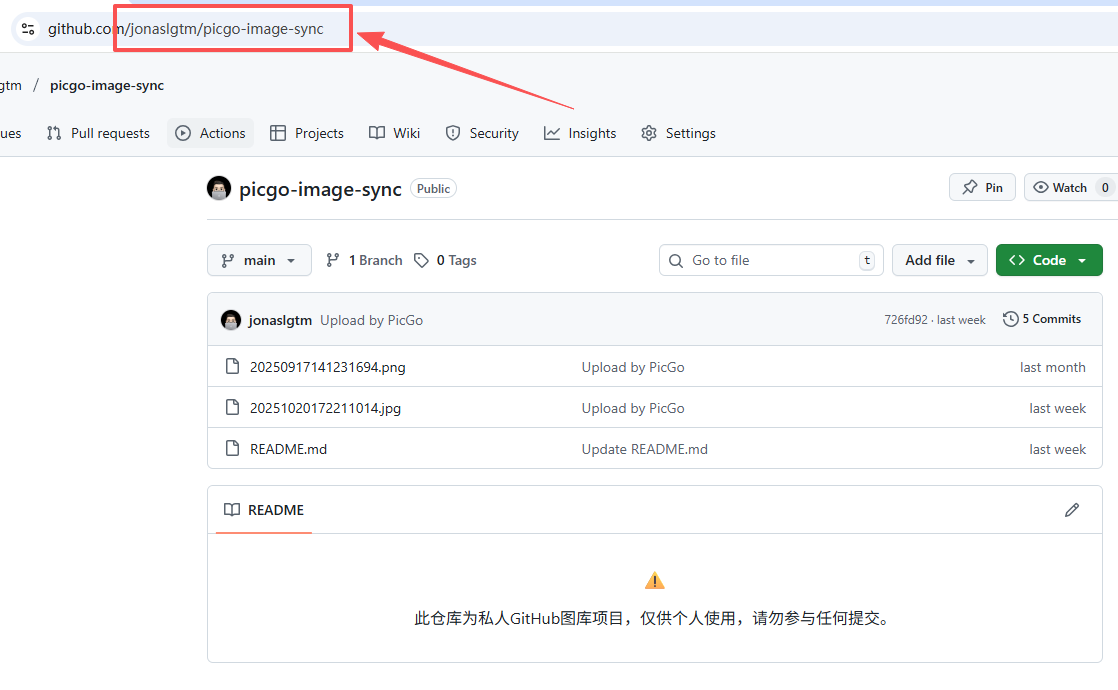 github.com/jonaslgtm/picgo-image-sync
gtm / picgo-image-sync
ues Pull requests Actions Projects Wiki Security Insights Settings
picgo-image-sync Public Pin Watch 0
main 1 Branch 0 Tags Go to file t Add file Code
jonaslgtm Upload by PicGo 726fd92 · last week 5 Commits
20250917141231694.png Upload by PicGo last month
20251020172211014.jpg Upload by PicGo last week
README.md Update README.md last week
README
此仓库为私人GitHub图库项目，仅供个人使用，请勿参与任何提交。